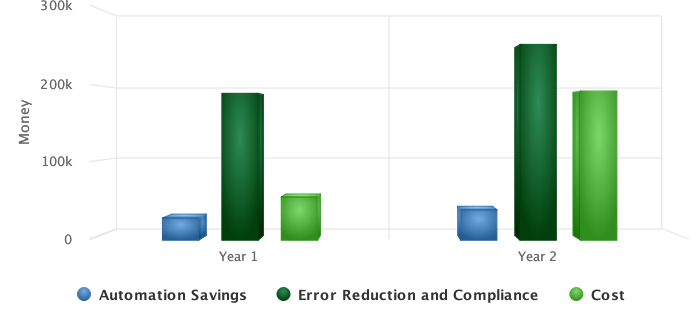 300k
200k
100k
0
Money
Year 1
Year 2
Automation Savings
Error Reduction and Compliance
Cost